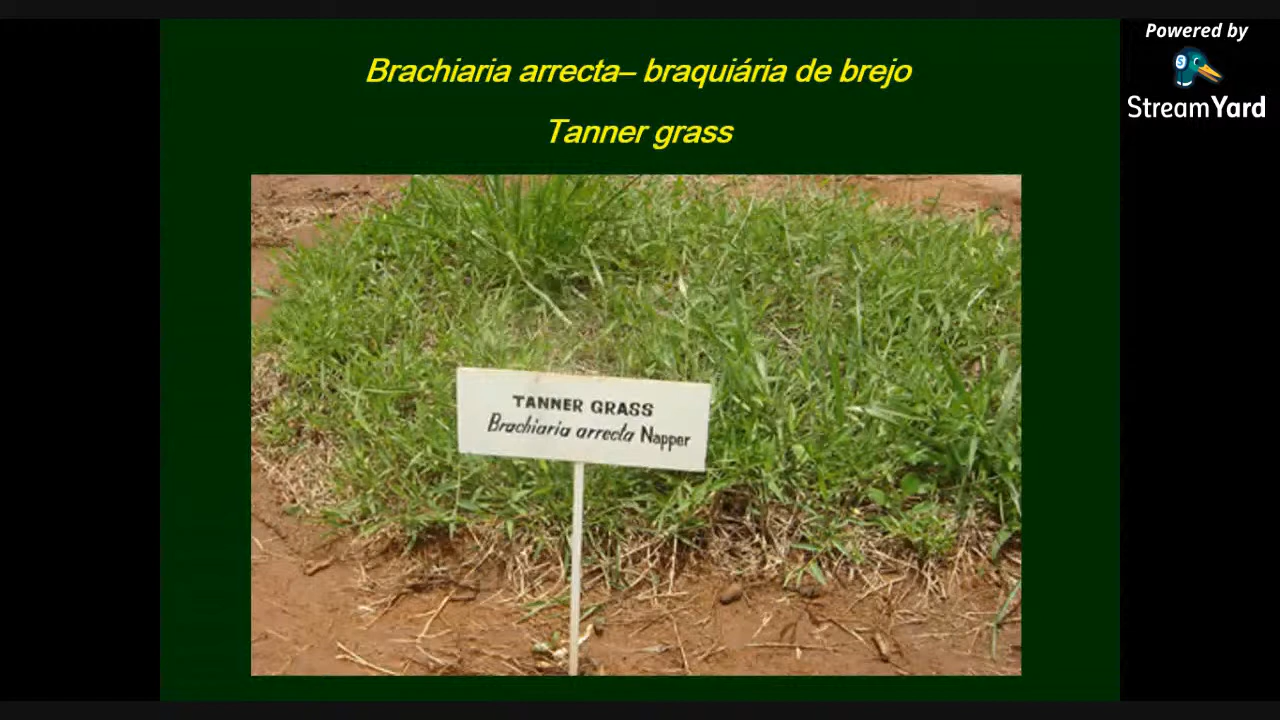 Brachiaria arrecta– braquiária de brejo
Tanner grass
Powered by
StreamYard
TANNER GRASS
Brachiaria arrecta Napper